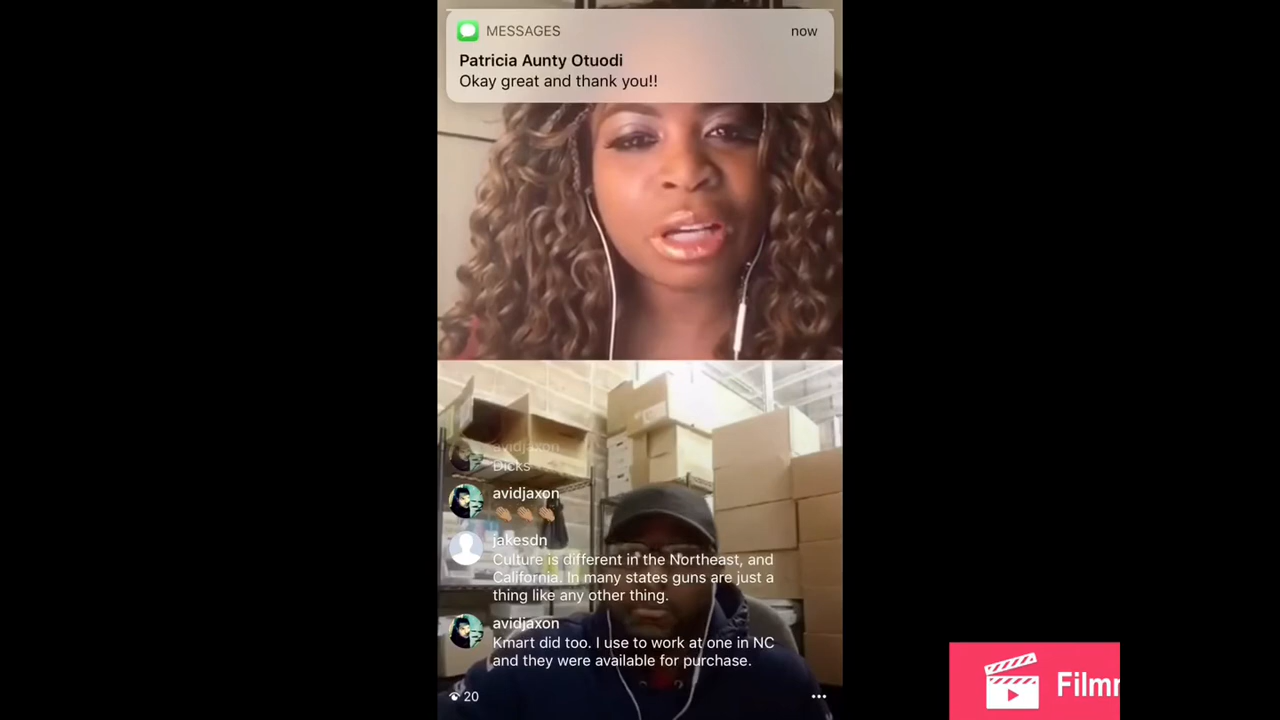 MESSAGES now
Patricia Aunty Otuodi
Okay great and thank you!!
avidjaxon
Dicks
avidjaxon
👏🏽👏🏽👏🏽
jakesdn
Culture is different in the Northeast, and
California. In many states guns are just a
thing like any other thing.
avidjaxon
Kmart did too. I use to work at one in NC
and they were available for purchase.
20
Filmr